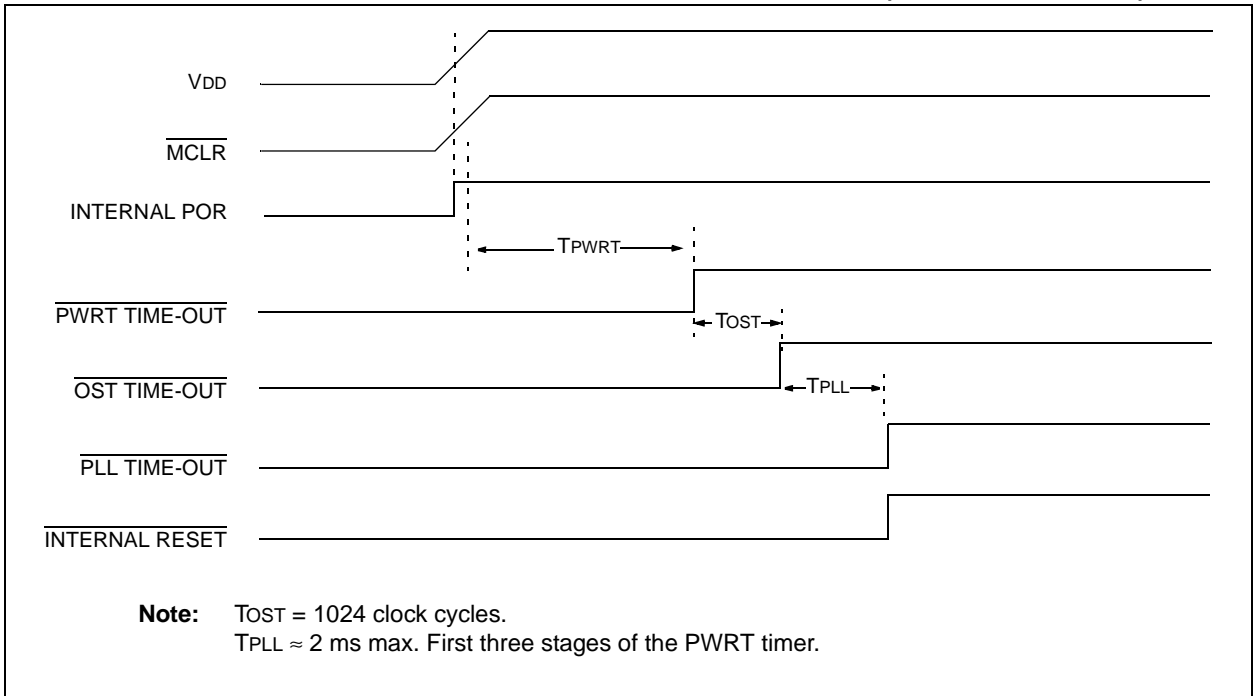 VDD
MCLR
INTERNAL POR
TPWRT
PWRT TIME-OUT
TOST
OST TIME-OUT
TPLL
PLL TIME-OUT
INTERNAL RESET
Note: TOST = 1024 clock cycles.
TPLL ≈ 2 ms max. First three stages of the PWRT timer.